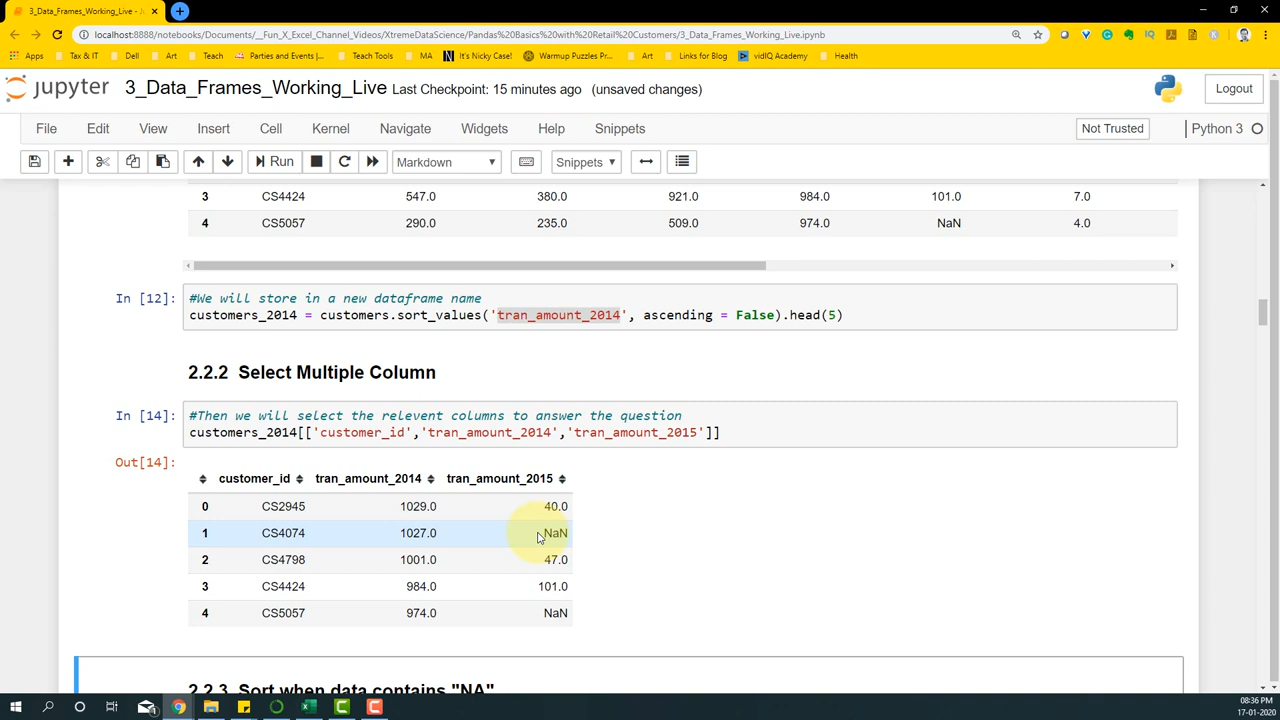 3_Data_Frames_Working_Live - Ju
localhost:8888/notebooks/Documents/__Fun_X_Excel_Channel_Videos/XtremeDataScience/Pandas%20Basics%20with%20Retail%20Customers/3_Data_Frames_Working_Live.ipynb
Apps Tax & IT Dell Art Teach Parties and Events |... Teach Tools MA It's Nicky Case! Warmup Puzzles Pr... Art Links for Blog vidIQ Academy Health
jupyter 3_Data_Frames_Working_Live Last Checkpoint: 15 minutes ago (unsaved changes) Logout
File Edit View Insert Cell Kernel Navigate Widgets Help Snippets Not Trusted Python 3
Run Markdown Snippets
3 CS4424 547.0 380.0 921.0 984.0 101.0 7.0
4 CS5057 290.0 235.0 509.0 974.0 NaN 4.0
In [12]: #We will store in a new dataframe name
customers_2014 = customers.sort_values('tran_amount_2014', ascending = False).head(5)
2.2.2 Select Multiple Column
In [14]: #Then we will select the relevent columns to answer the question
customers_2014[['customer_id','tran_amount_2014','tran_amount_2015']]
Out[14]:
customer_id tran_amount_2014 tran_amount_2015
0 CS2945 1029.0 40.0
1 CS4074 1027.0 NaN
2 CS4798 1001.0 47.0
3 CS4424 984.0 101.0
4 CS5057 974.0 NaN
2.2.3 Sort when data contains "NA"
08:36 PM
17-01-2020